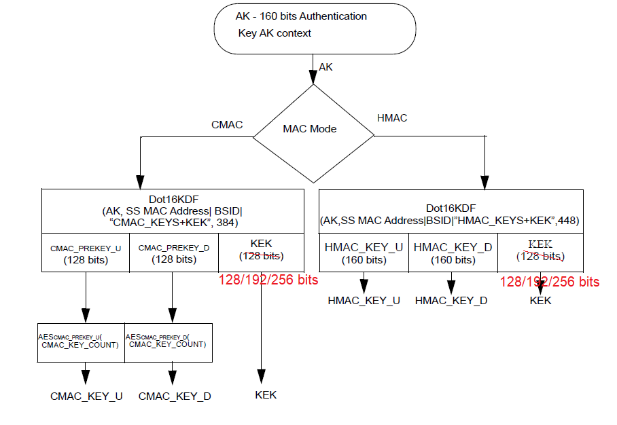 AK - 160 bits Authentication
Key AK context
AK
CMAC
MAC Mode
HMAC
Dot16KDF
(AK, SS MAC Address| BSID|
"CMAC_KEYS+KEK", 384)
CMAC_PREKEY_U
(128 bits)
CMAC_PREKEY_D
(128 bits)
KEK
(128 bits)
128/192/256 bits
Dot16KDF
(AK,SS MAC Address|BSID|"HMAC_KEYS+KEK",448)
HMAC_KEY_U
(160 bits)
HMAC_KEY_D
(160 bits)
KEK
(128 bits)
128/192/256 bits
HMAC_KEY_U
HMAC_KEY_D
KEK
AESCMAC_PREKEY_U(
CMAC_KEY_COUNT)
AESCMAC_PREKEY_D(
CMAC_KEY_COUNT)
CMAC_KEY_U
CMAC_KEY_D
KEK